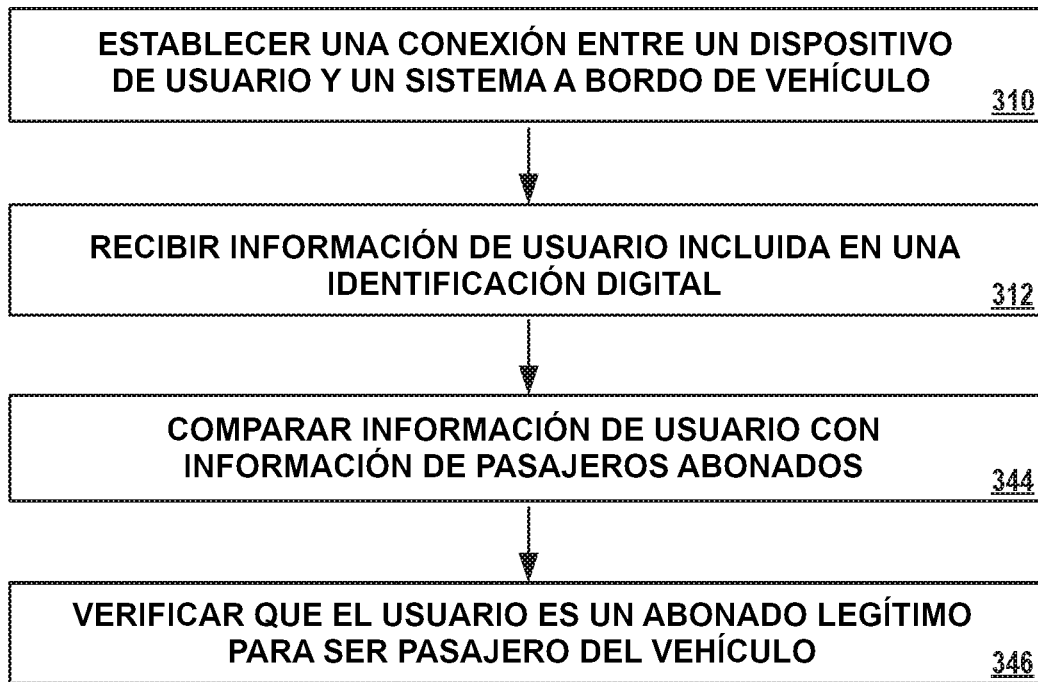 ESTABLECER UNA CONEXIÓN ENTRE UN DISPOSITIVO
DE USUARIO Y UN SISTEMA A BORDO DE VEHÍCULO
310
RECIBIR INFORMACIÓN DE USUARIO INCLUIDA EN UNA
IDENTIFICACIÓN DIGITAL
312
COMPARAR INFORMACIÓN DE USUARIO CON
INFORMACIÓN DE PASAJEROS ABONADOS
344
VERIFICAR QUE EL USUARIO ES UN ABONADO LEGÍTIMO
PARA SER PASAJERO DEL VEHÍCULO
346